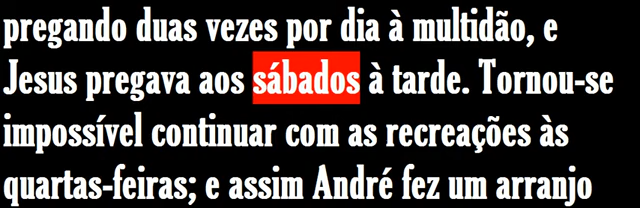 pregando duas vezes por dia à multidão, e
Jesus pregava aos sábados à tarde. Tornou-se
impossível continuar com as recreações às
quartas-feiras; e assim André fez um arranjo